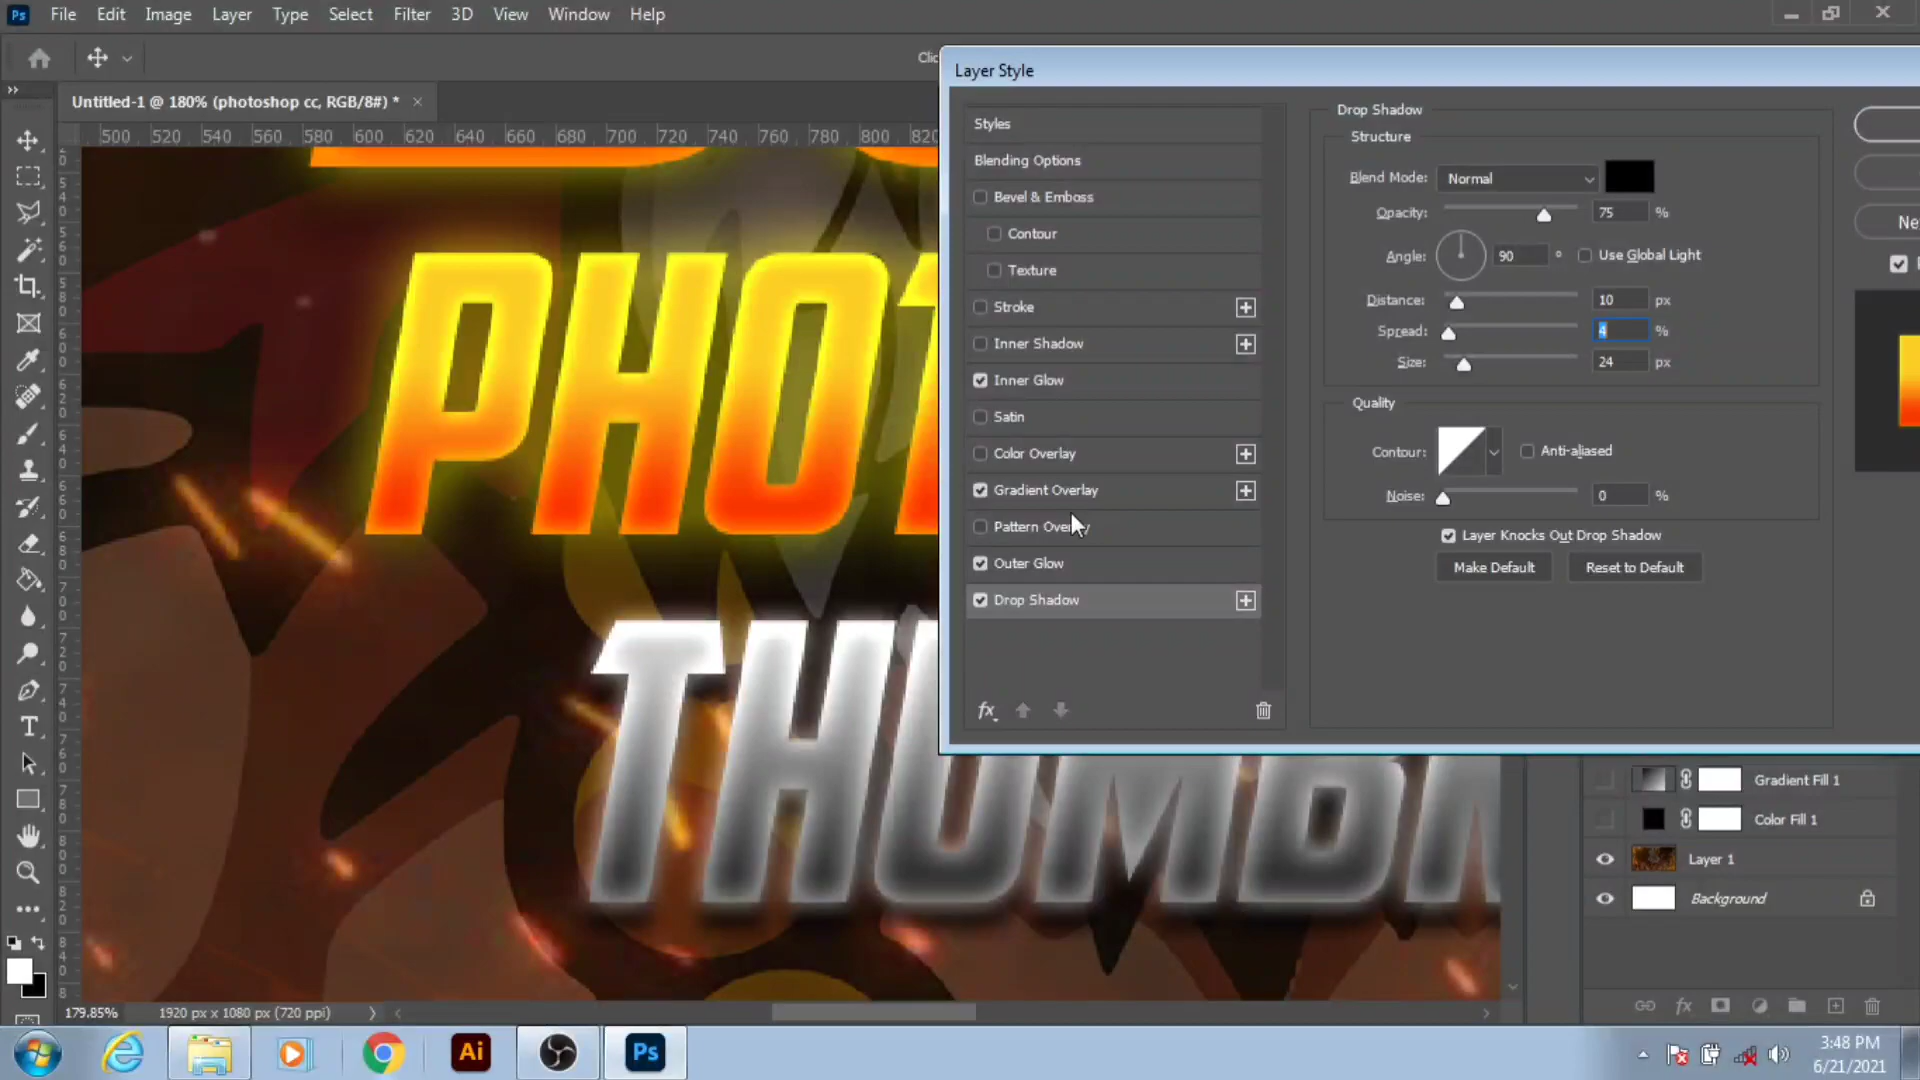 Ps File Edit Image Layer Type Select Filter 3D View Window Help
Untitled-1 @ 180% (photoshop cc, RGB/8#) * ×
500 520 540 560 580 600 620 640 660 680 700 720 740 760 780 800 820
Layer Style
Styles
Blending Options
Bevel & Emboss
Contour
Texture
Stroke
Inner Shadow
Inner Glow
Satin
Color Overlay
Gradient Overlay
Outer Glow
Drop Shadow
fx
Drop Shadow
Structure
Blend Mode: Normal
Opacity: 75 %
Angle: 90 ° Use Global Light
Distance: 10 px
Spread: 4 %
Size: 24 px
Quality
Contour: Anti-aliased
Noise: 0 %
Layer Knocks Out Drop Shadow
Make Default Reset to Default
Gradient Fill 1
Color Fill 1
Layer 1
Background
fx
179.85% 1920 px x 1080 px (720 ppi)
Ai Ps
3:48 PM
6/21/2021